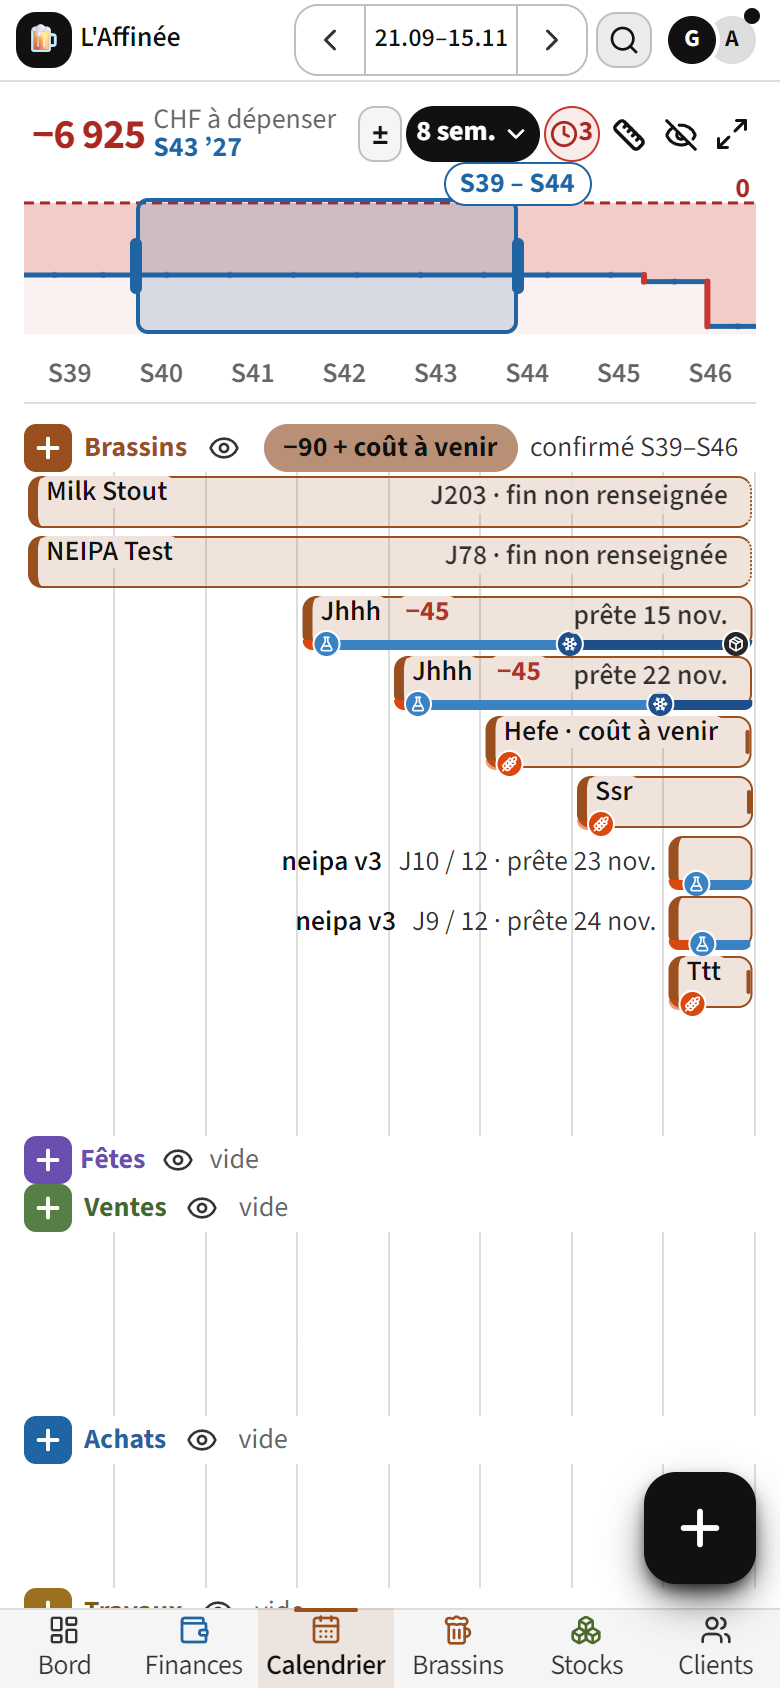 L'Affinée
21.09–15.11
G
A
−6 925 CHF à dépenser
S43 ’27
±
8 sem.
3
S39 – S44
0
S39 S40 S41 S42 S43 S44 S45 S46
Brassins
−90 + coût à venir
confirmé S39–S46
Milk Stout J203 · fin non renseignée
NEIPA Test J78 · fin non renseignée
Jhhh −45 prête 15 nov.
Jhhh −45 prête 22 nov.
Hefe · coût à venir
Ssr
neipa v3 J10 / 12 · prête 23 nov.
neipa v3 J9 / 12 · prête 24 nov.
Ttt
Fêtes vide
Ventes vide
Achats vide
Travaux vide
Bord Finances Calendrier Brassins Stocks Clients